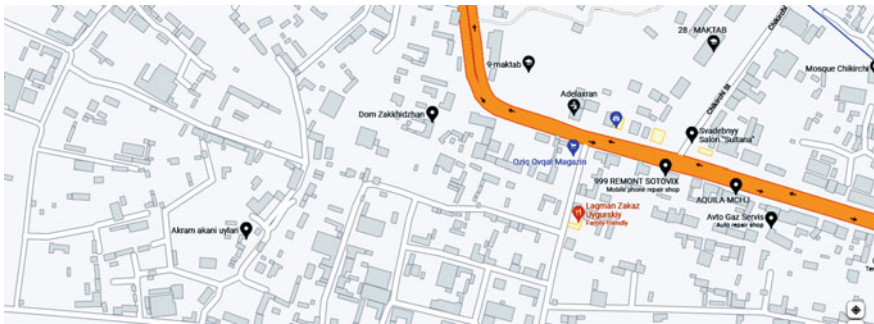 28 - MAKTAB
9-maktab
Mosque Chikirchi
Adelaxran
Dom Zakkhidzhan
Chikirchi St
Svadebnyy
Salon "Sultana"
Oziq Ovqat Magazin
999 REMONT SOTOVIX
Mobile phone repair shop
AQUILA MCHJ
Lagman Zakaz
Uygurskiy
Family-friendly
Avto Gaz Servis
Auto repair shop
Akram akani uylari